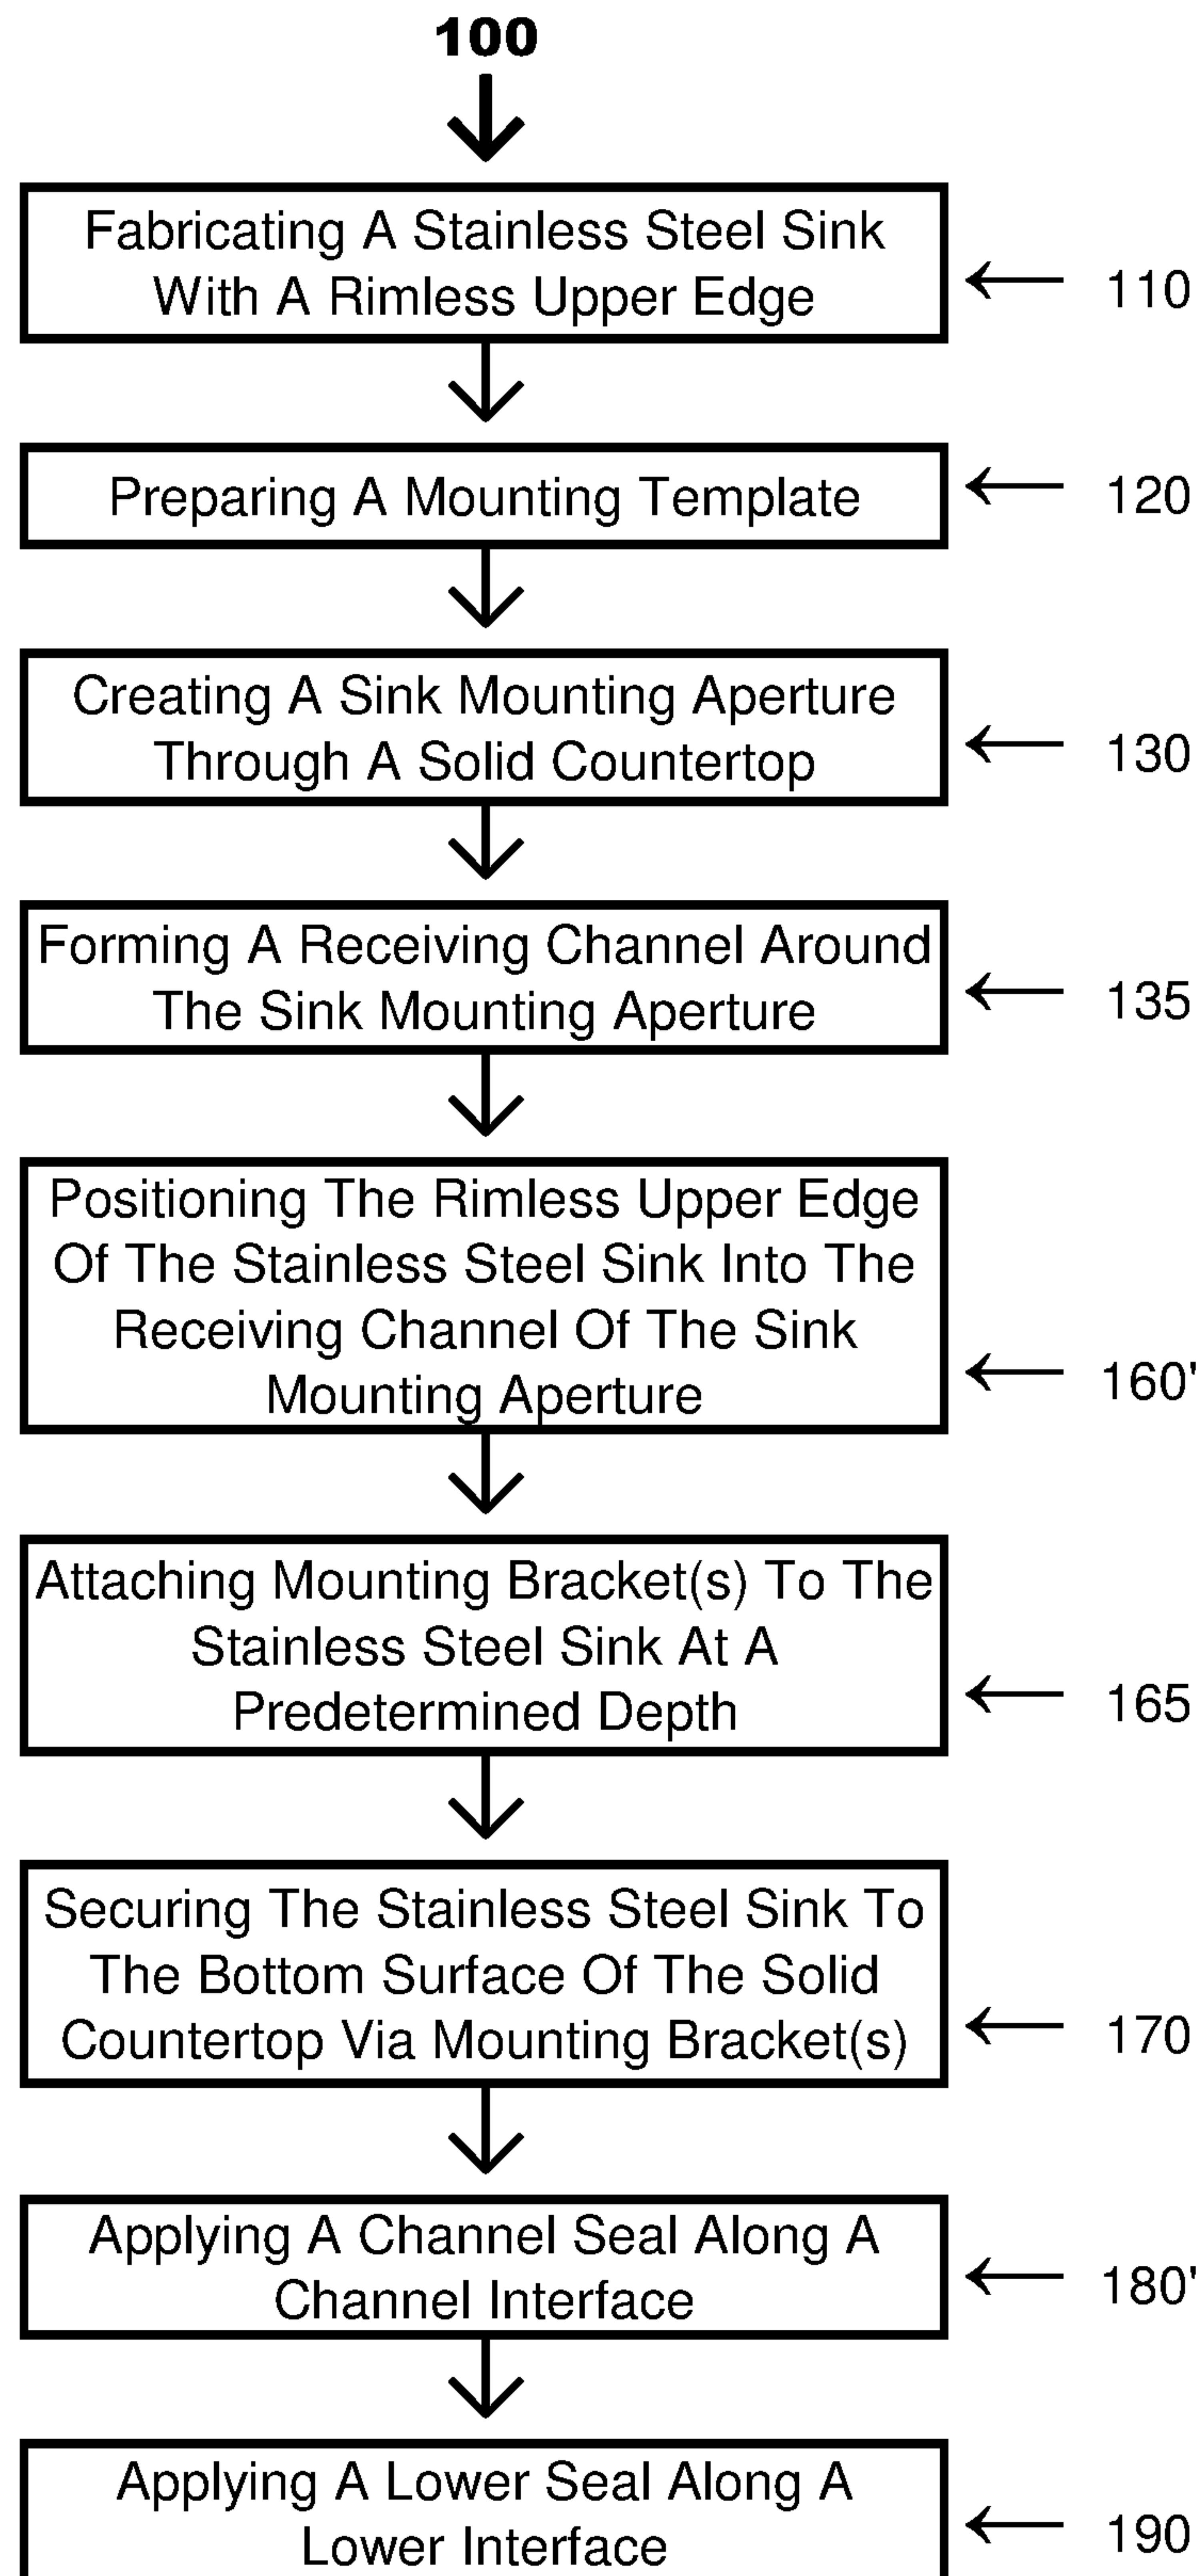 100
Fabricating A Stainless Steel Sink
With A Rimless Upper Edge
110
Preparing A Mounting Template
120
Creating A Sink Mounting Aperture
Through A Solid Countertop
130
Forming A Receiving Channel Around
The Sink Mounting Aperture
135
Positioning The Rimless Upper Edge
Of The Stainless Steel Sink Into The
Receiving Channel Of The Sink
Mounting Aperture
160'
Attaching Mounting Bracket(s) To The
Stainless Steel Sink At A
Predetermined Depth
165
Securing The Stainless Steel Sink To
The Bottom Surface Of The Solid
Countertop Via Mounting Bracket(s)
170
Applying A Channel Seal Along A
Channel Interface
180'
Applying A Lower Seal Along A
Lower Interface
190